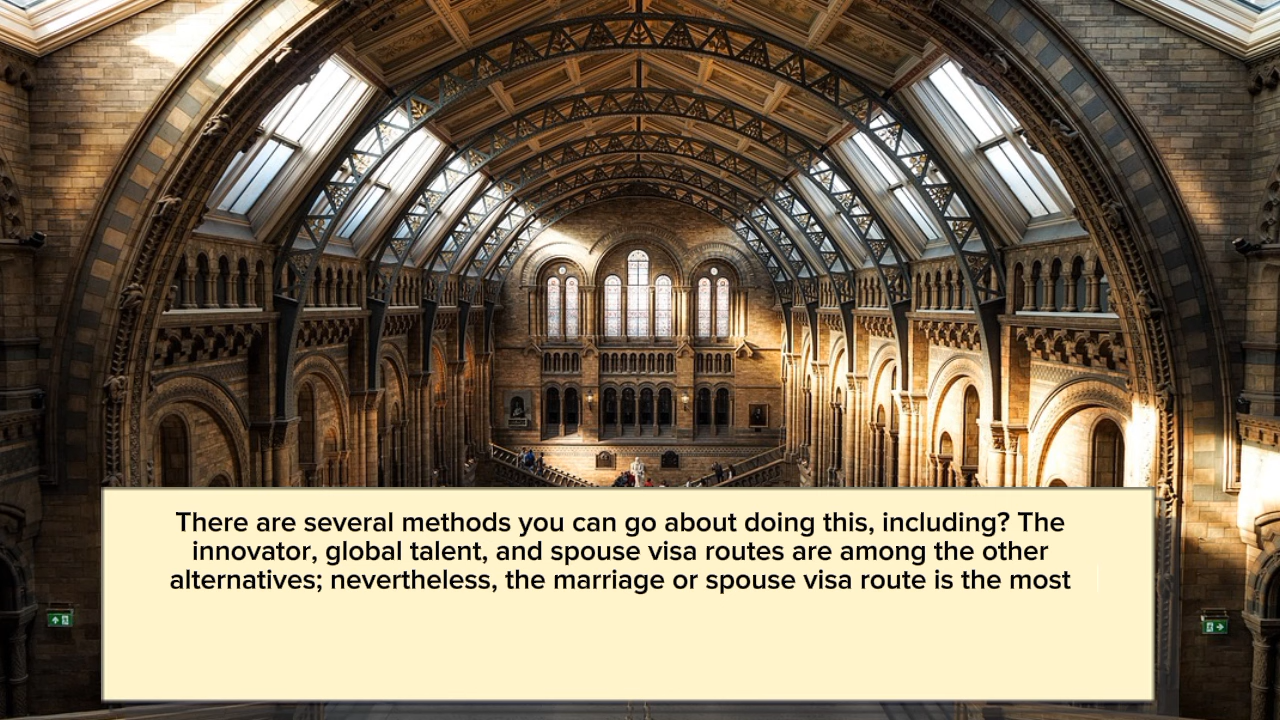 There are several methods you can go about doing this, including? The
innovator, global talent, and spouse visa routes are among the other
alternatives; nevertheless, the marriage or spouse visa route is the most